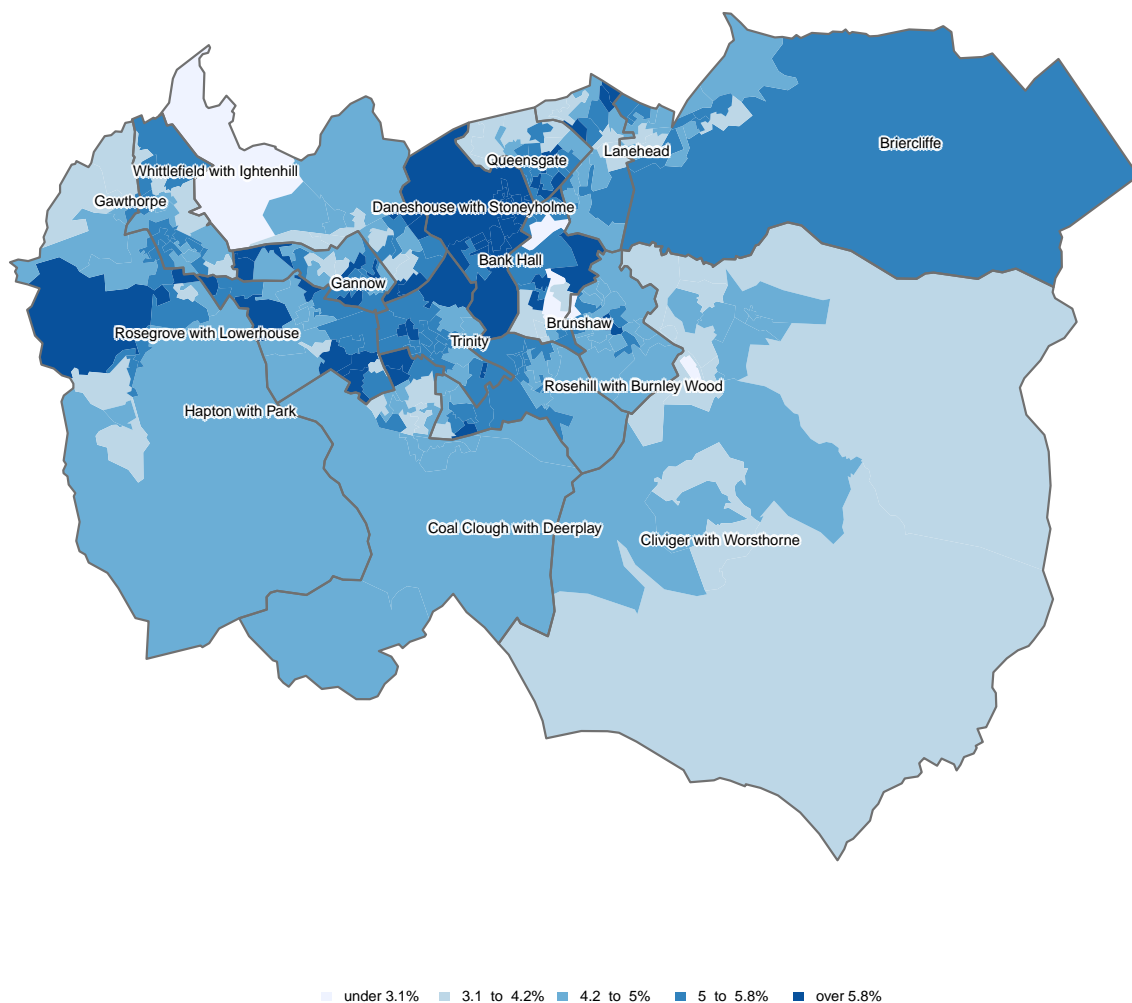 Briercliffe
Lanehead
Queensgate
Whittlefield with Ightenhill
Gawthorpe
Daneshouse with Stoneyholme
Bank Hall
Gannow
Brunshaw
Rosegrove with Lowerhouse
Trinity
Rosehill with Burnley Wood
Hapton with Park
Coal Clough with Deerplay
Cliviger with Worsthorne
under 3.1% 3.1 to 4.2% 4.2 to 5% 5 to 5.8% over 5.8%